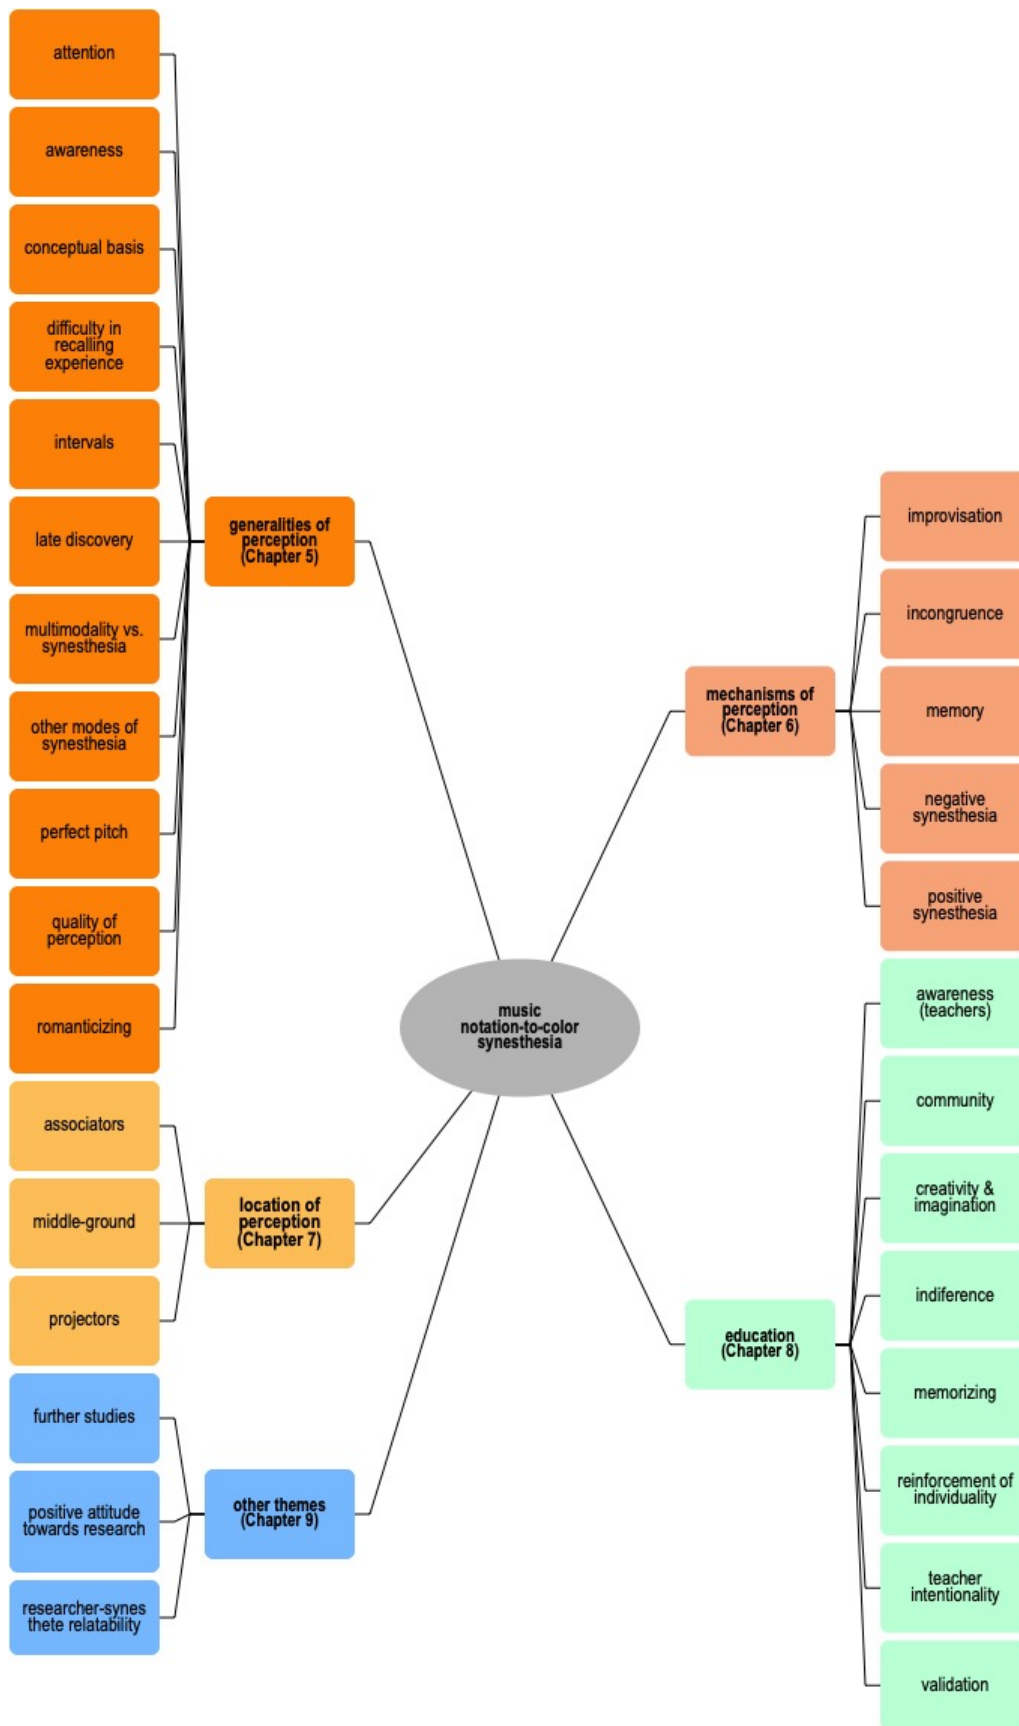 attention
awareness
conceptual basis
difficulty in
recalling
experience
intervals
late discovery
multimodality vs.
synesthesia
other modes of
synesthesia
perfect pitch
quality of
perception
romanticizing
generalities of
perception
(Chapter 5)
associators
middle-ground
projectors
location of
perception
(Chapter 7)
further studies
positive attitude
towards research
researcher-synes
thete relatability
other themes
(Chapter 9)
music
notation-to-color
synesthesia
mechanisms of
perception
(Chapter 6)
improvisation
incongruence
memory
negative
synesthesia
positive
synesthesia
education
(Chapter 8)
awareness
(teachers)
community
creativity &
imagination
indiference
memorizing
reinforcement of
individuality
teacher
intentionality
validation